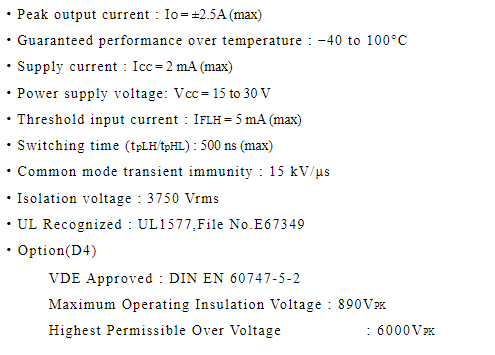 • Peak output current : IO = ±2.5A (max)
• Guaranteed performance over temperature : −40 to 100°C
• Supply current : ICC = 2 mA (max)
• Power supply voltage: VCC = 15 to 30 V
• Threshold input current : IFLH = 5 mA (max)
• Switching time (tpLH/tpHL) : 500 ns (max)
• Common mode transient immunity : 15 kV/μs
• Isolation voltage : 3750 Vrms
• UL Recognized : UL1577,File No.E67349
• Option(D4)
VDE Approved : DIN EN 60747-5-2
Maximum Operating Insulation Voltage : 890VPK
Highest Permissible Over Voltage : 6000VPK